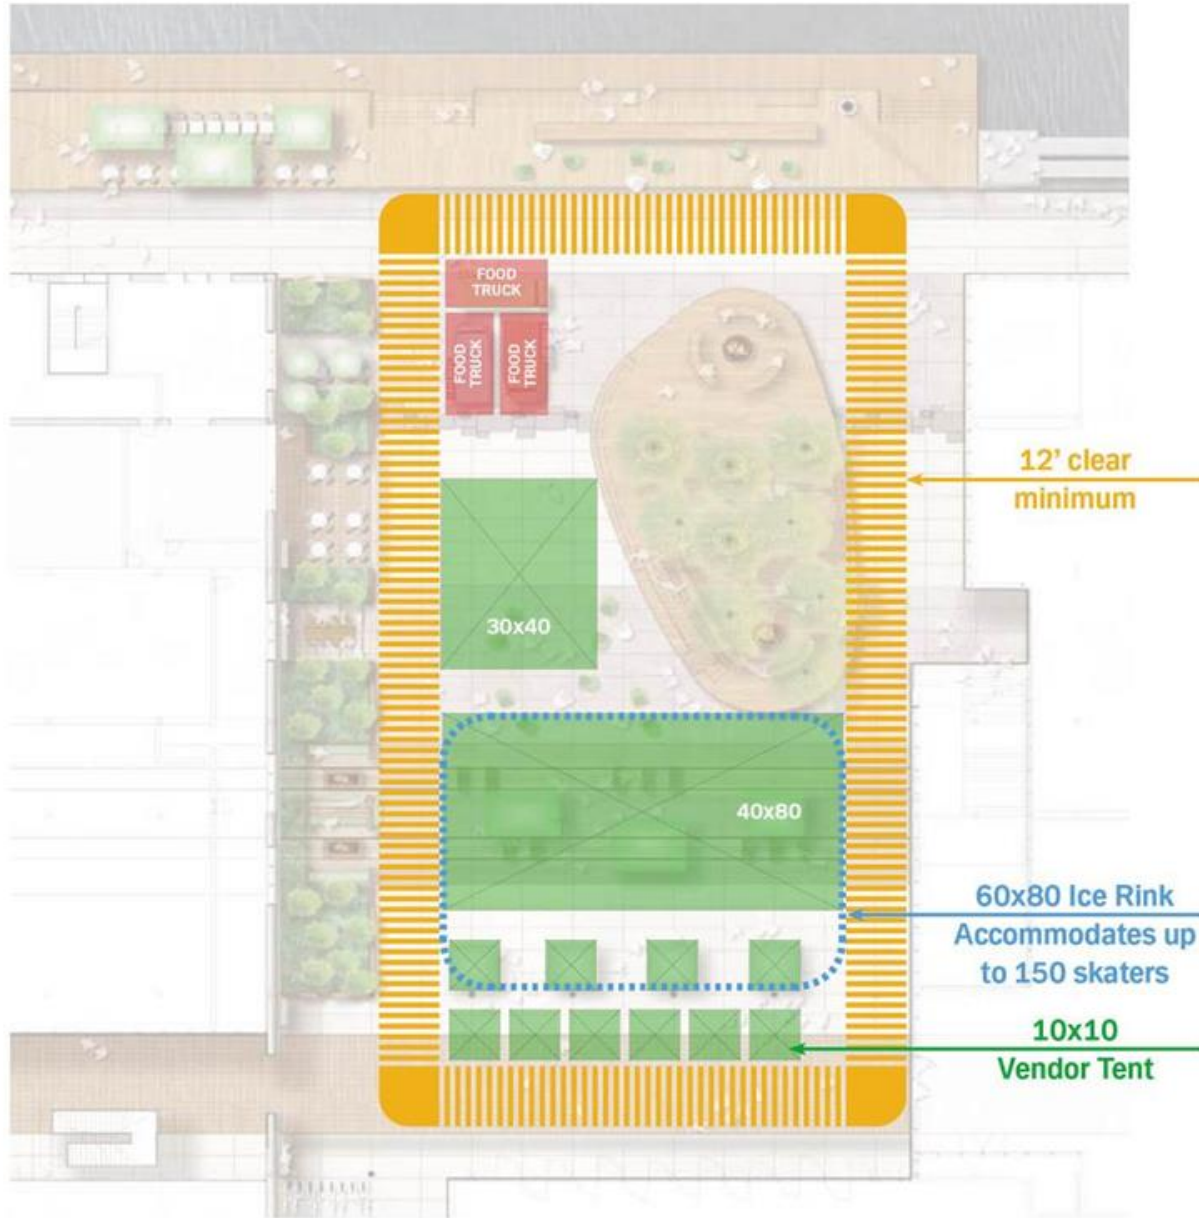 FOOD
TRUCK
FOOD
TRUCK
FOOD
TRUCK
12’ clear
minimum
30x40
40x80
60x80 Ice Rink
Accommodates up
to 150 skaters
10x10
Vendor Tent